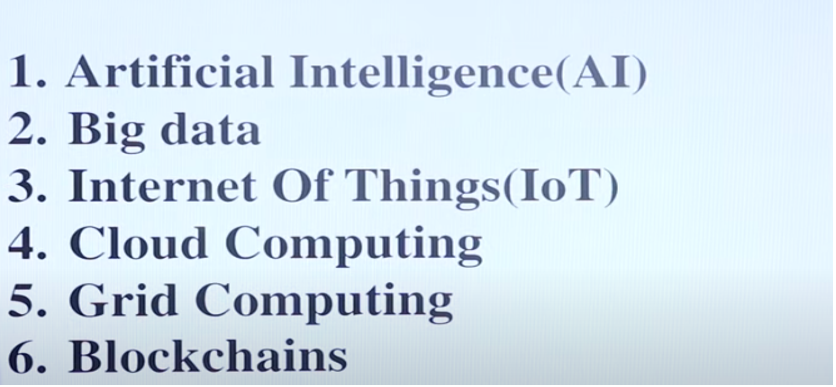 1. Artificial Intelligence(AI)
2. Big data
3. Internet Of Things(IoT)
4. Cloud Computing
5. Grid Computing
6. Blockchains